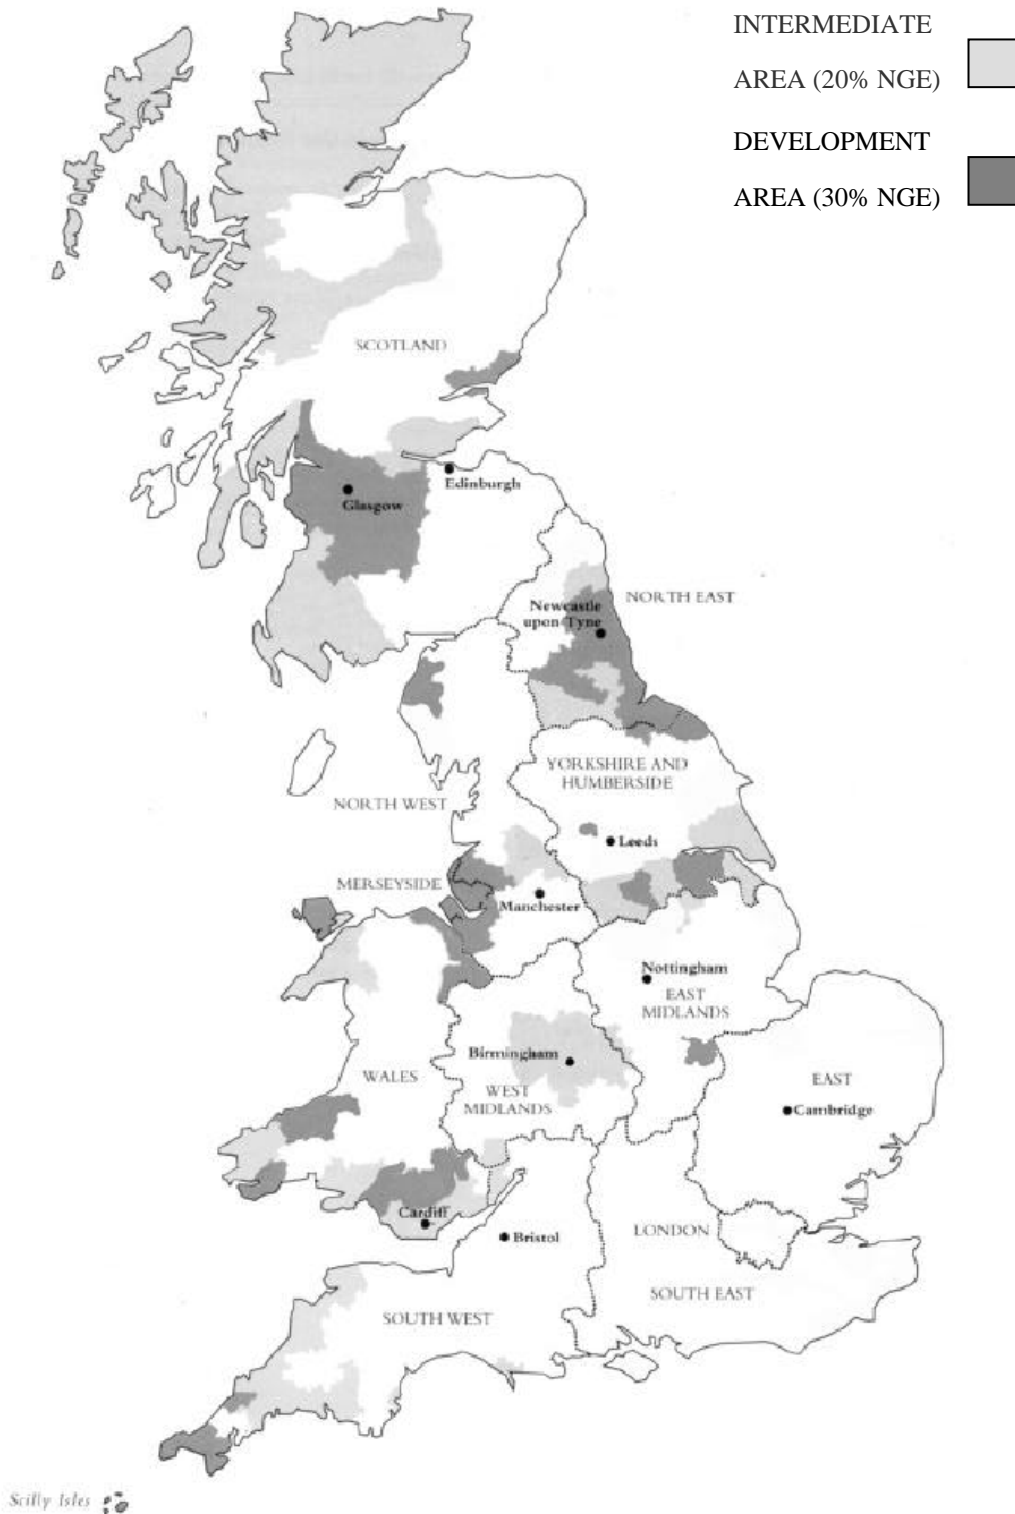 INTERMEDIATE
AREA (20% NGE)
DEVELOPMENT
AREA (30% NGE)
SCOTLAND
Edinburgh
Glasgow
NORTH EAST
Newcastle
upon Tyne
YORKSHIRE AND
HUMBERSIDE
NORTH WEST
Leeds
MERSEYSIDE
Manchester
Nottingham
EAST
MIDLANDS
Birmingham
WALES
WEST
MIDLANDS
EAST
Cambridge
Cardiff
Bristol
LONDON
SOUTH EAST
SOUTH WEST
Scilly Isles